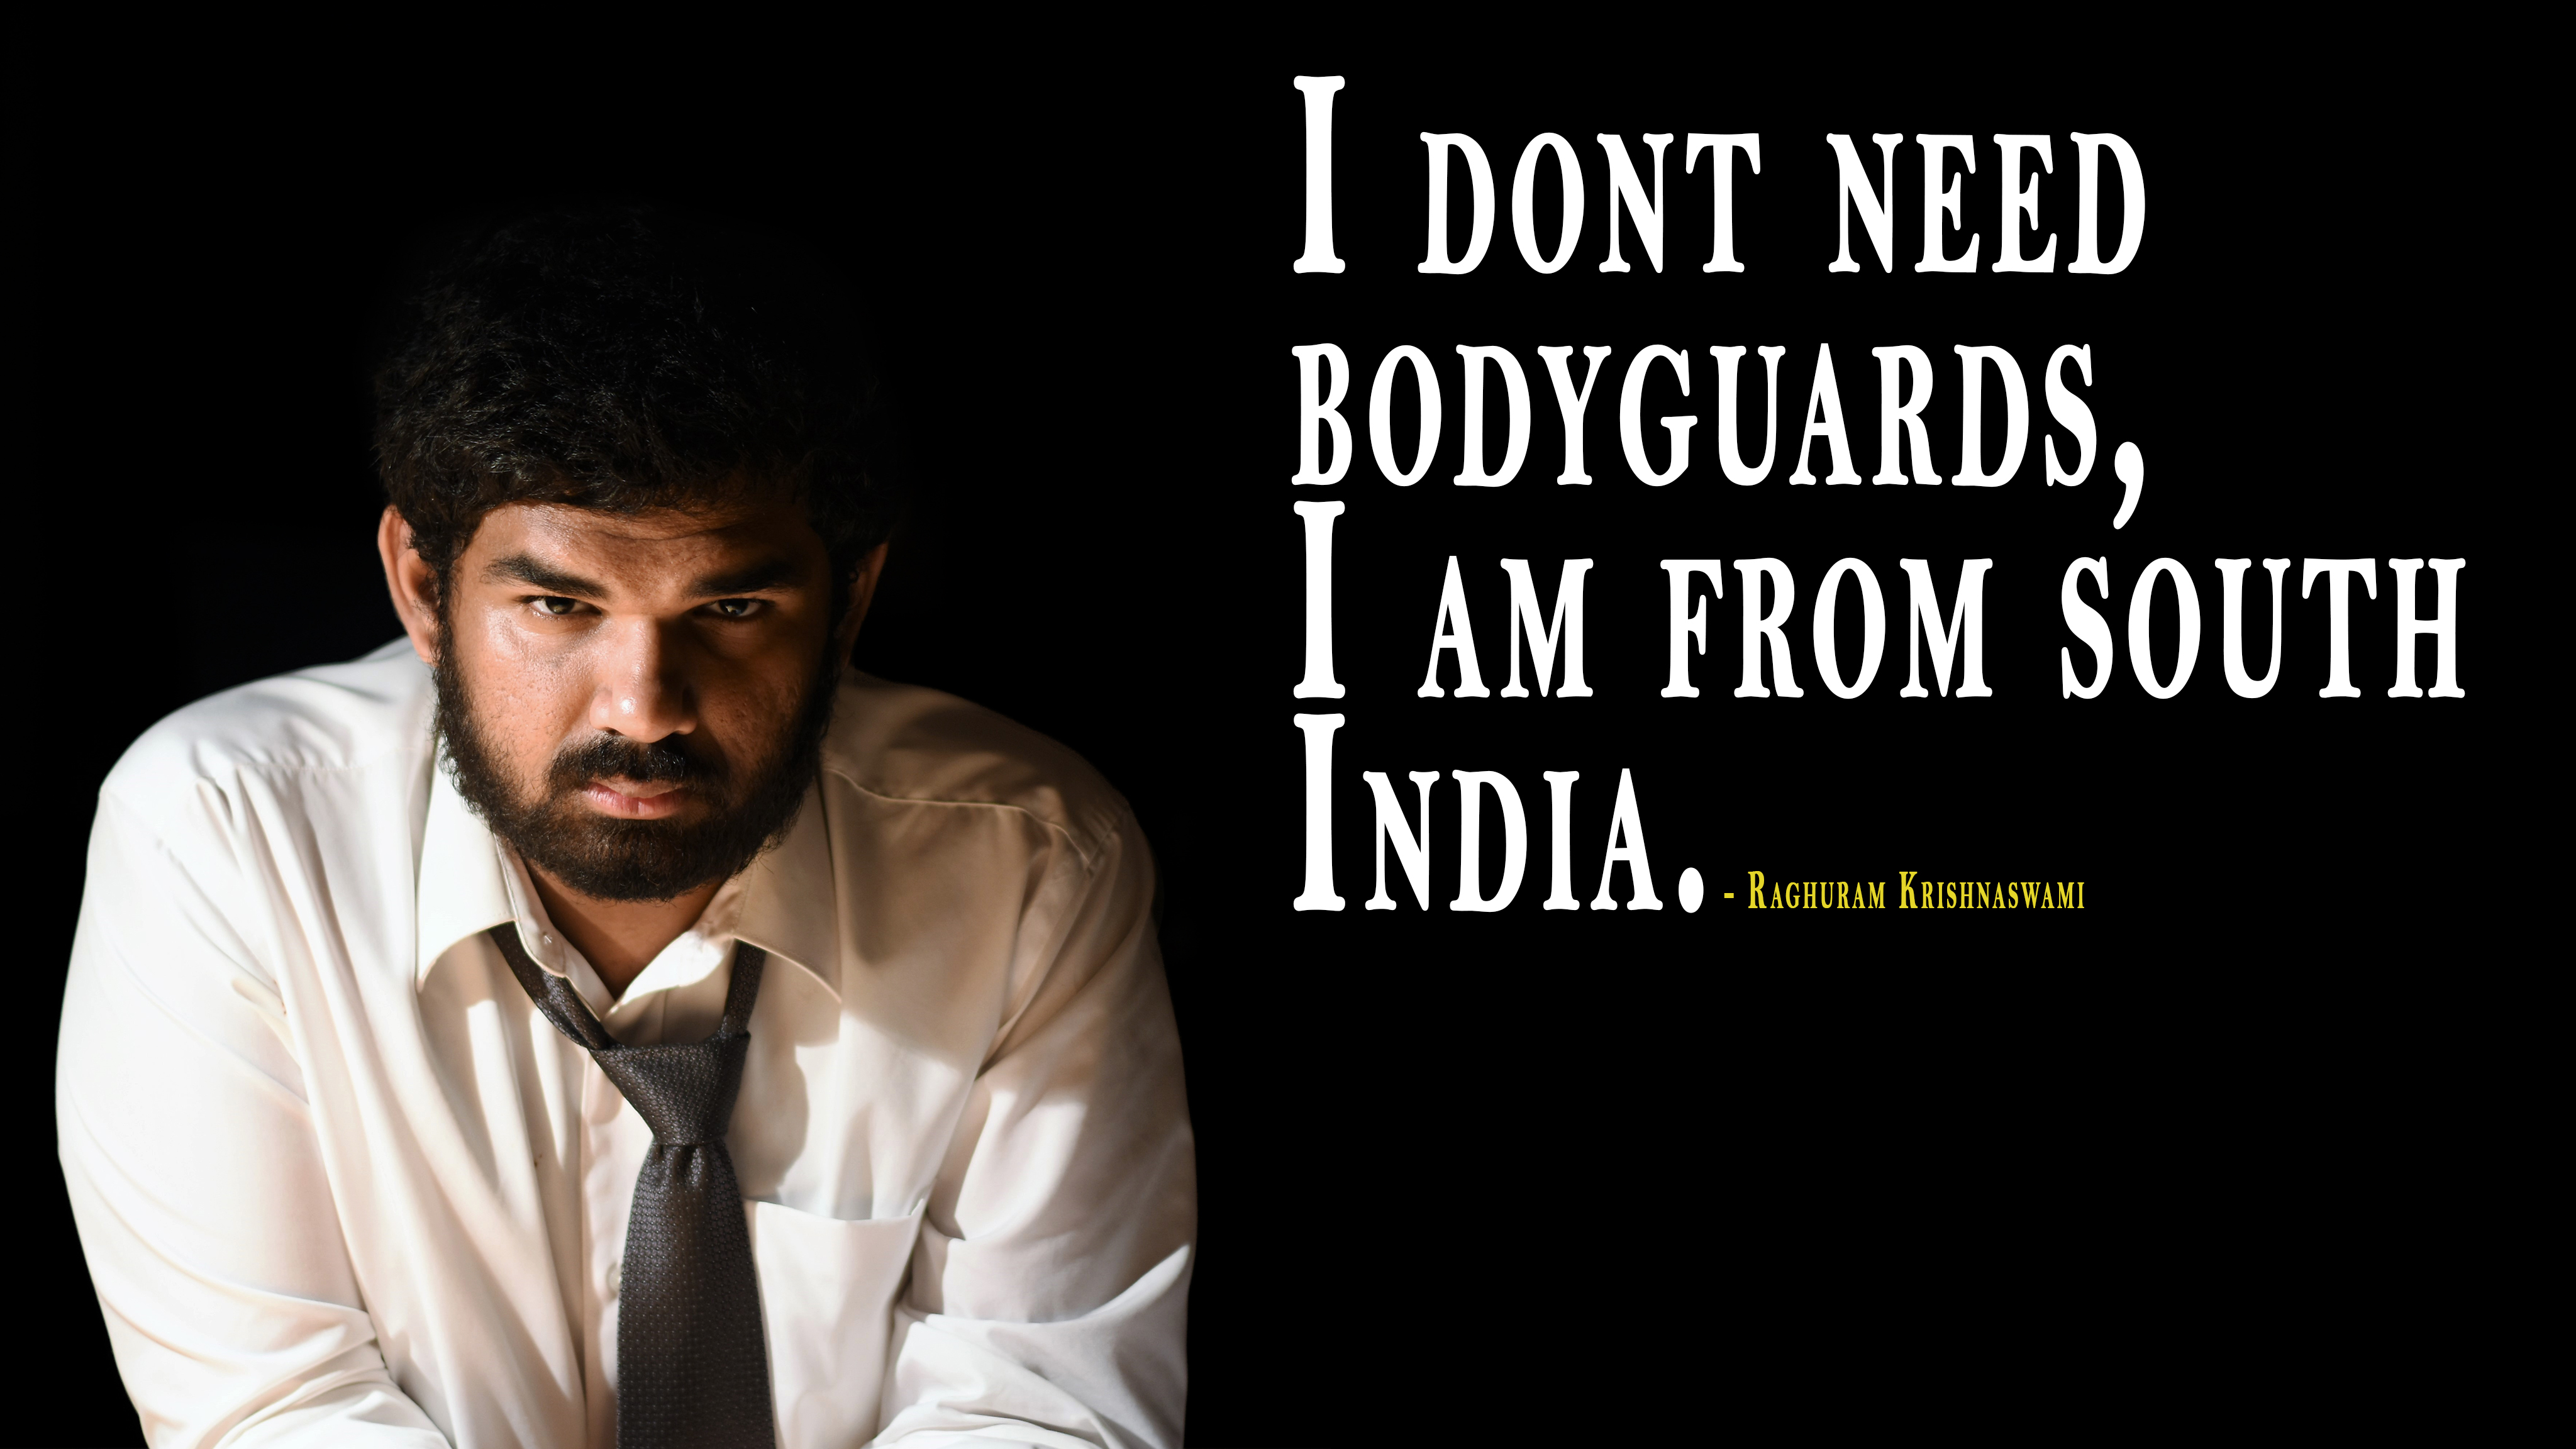 I DONT NEED
BODYGUARDS,
I AM FROM SOUTH
INDIA. - RAGHURAM KRISHNASWAMI